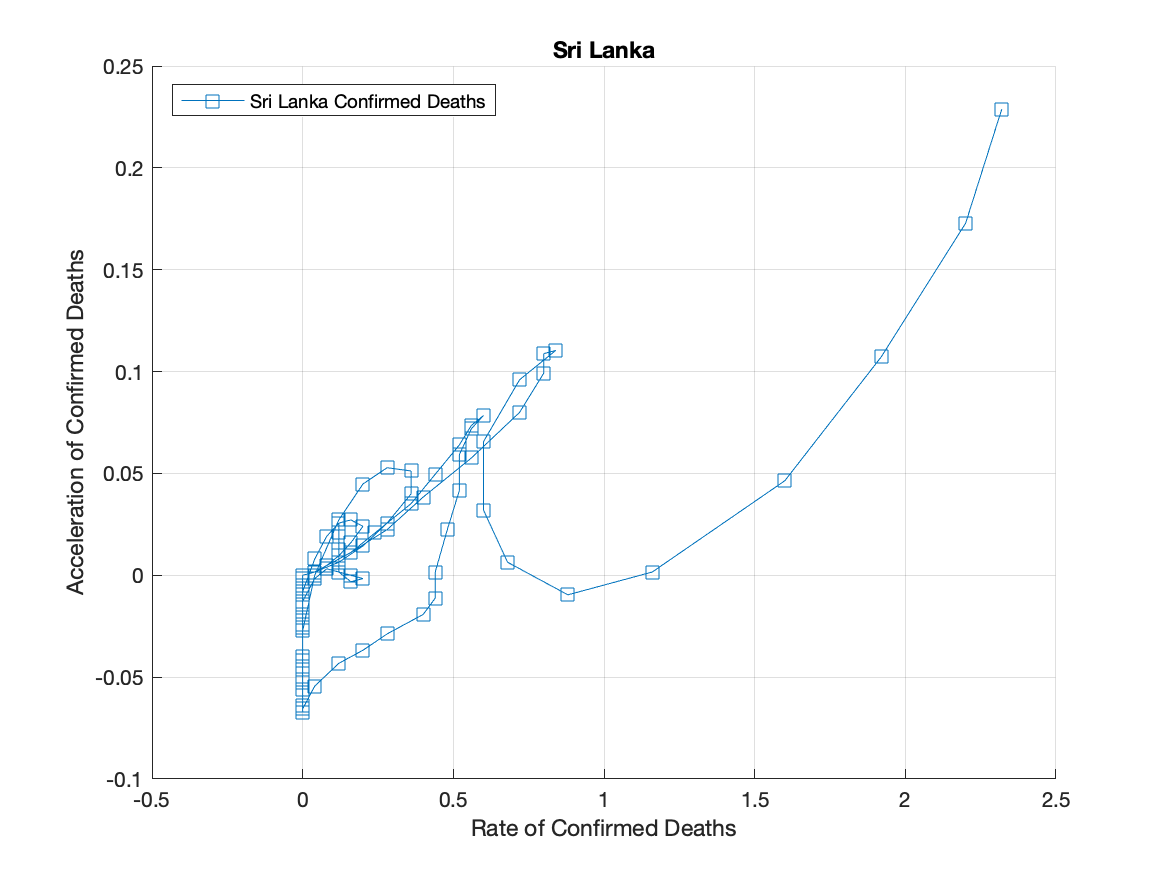 Sri Lanka
Sri Lanka Confirmed Deaths
Acceleration of Confirmed Deaths
0.25
0.2
0.15
0.1
0.05
0
-0.05
-0.1
-0.5 0 0.5 1 1.5 2 2.5
Rate of Confirmed Deaths